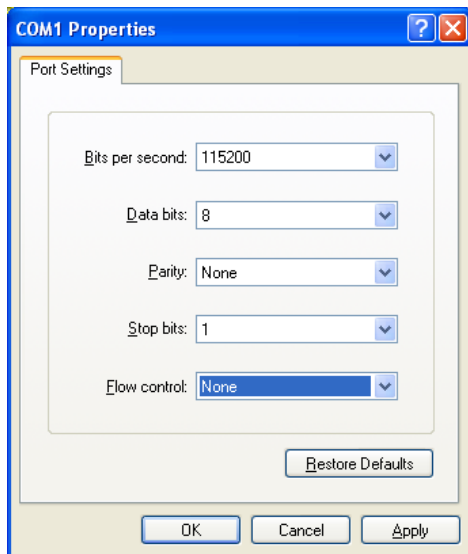 COM1 Properties
Port Settings
Bits per second: 115200
Data bits: 8
Parity: None
Stop bits: 1
Flow control: None
Restore Defaults
OK Cancel Apply